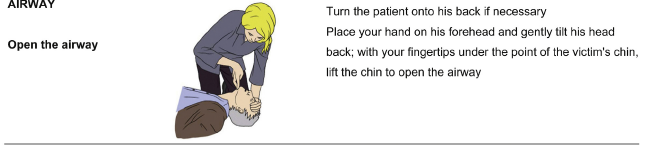 AIRWAY
Open the airway
Turn the patient onto his back if necessary
Place your hand on his forehead and gently tilt his head
back; with your fingertips under the point of the victim's chin,
lift the chin to open the airway